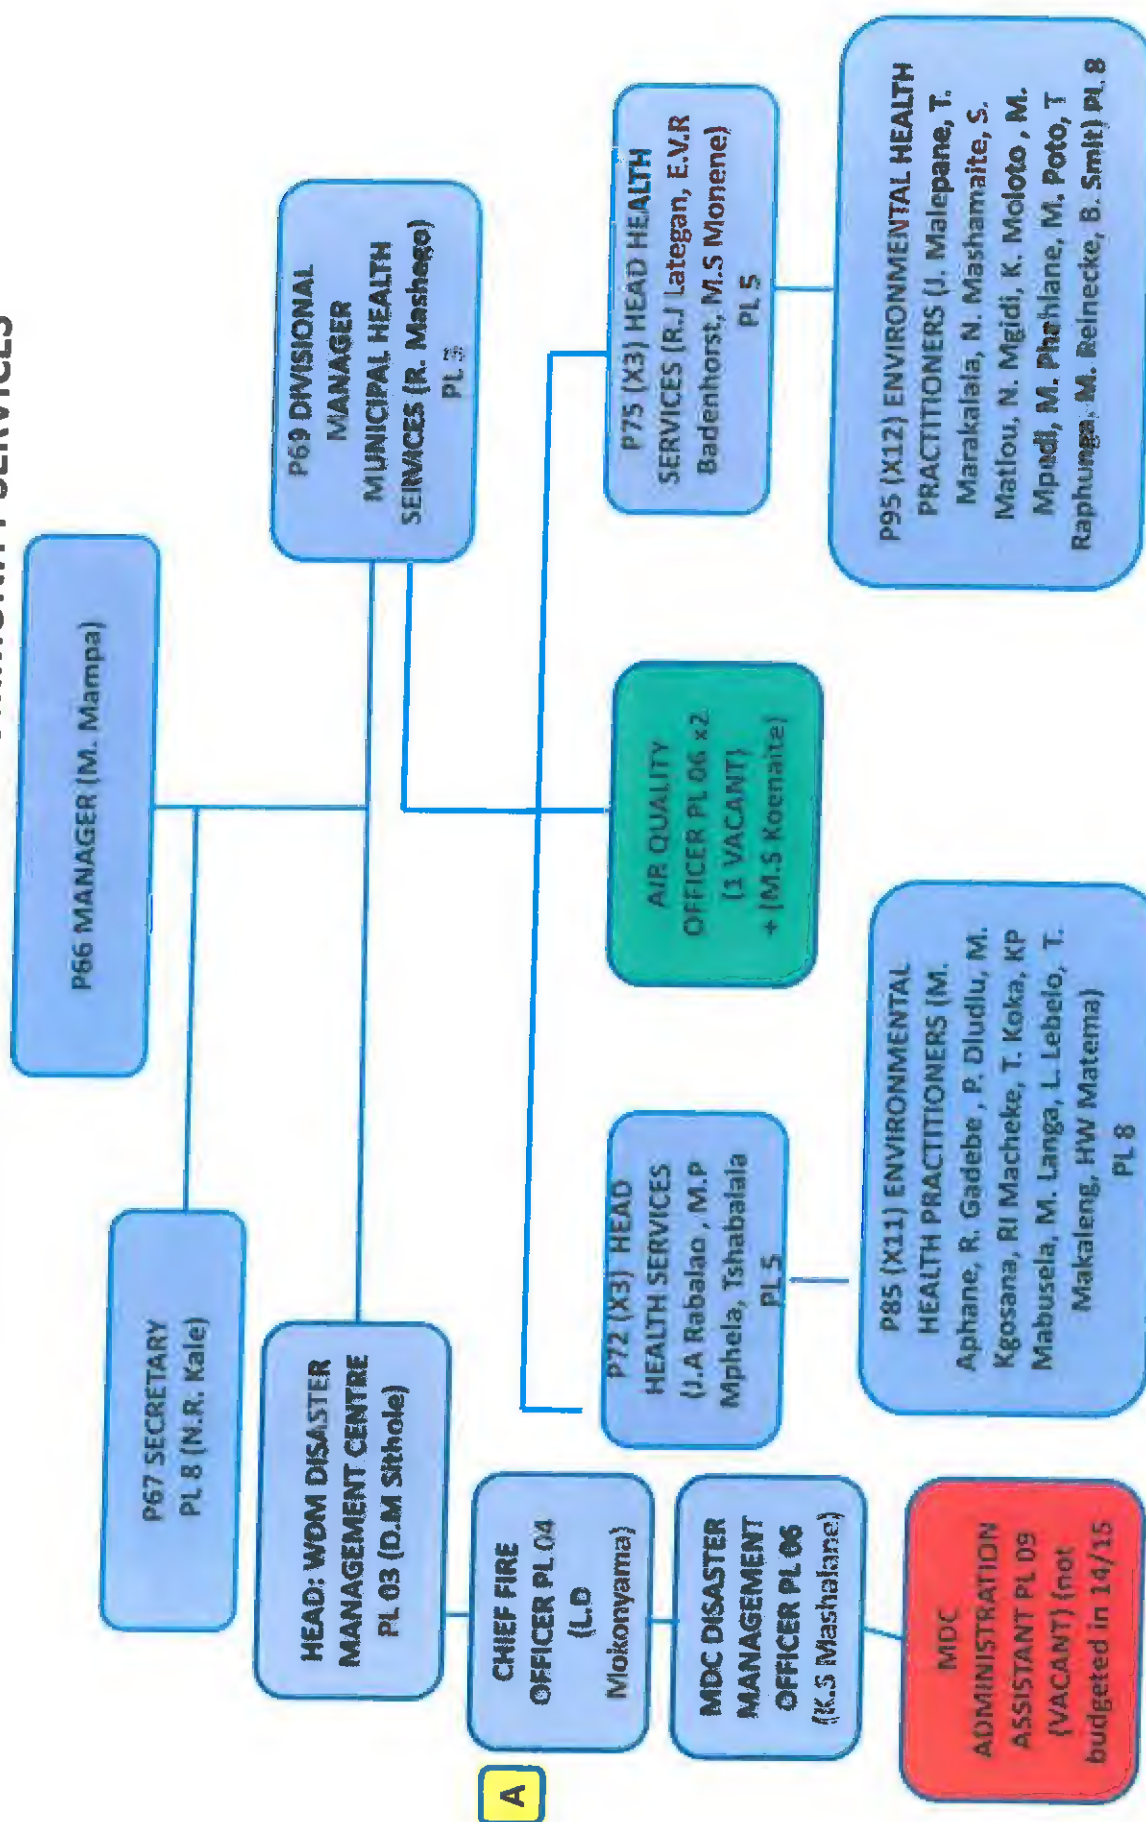 P66 MANAGER (M. Mampa)
P67 SECRETARY
PL 8 (N.R. Kale)
HEAD: WDM DISASTER
MANAGEMENT CENTRE
PL 03 (D.M Sithole)
P69 DIVISIONAL
MANAGER
MUNICIPAL HEALTH
SERVICES (R. Mashego)
PL
A
CHIEF FIRE
OFFICER PL 04
(L.D
Mokonyama)
MDC DISASTER
MANAGEMENT
OFFICER PL 06
(K.S Mashalane)
MDC
ADMINISTRATION
ASSISTANT PL 09
(VACANT) (not
budgeted in 14/15
P72 (X3) HEAD
HEALTH SERVICES
(J.A Rabalao , M.P
Mphela, Tshabalala
PL 5
P85 (X11) ENVIRONMENTAL
HEALTH PRACTITIONERS (M.
Aphane, R. Gadebe , P. Dludlu, M.
Kgosana, RI Macheke, T. Koka, KP
Mabusela, M. Langa, L. Lebelo, T.
Makaleng, HW Matema)
PL 8
AIR QUALITY
OFFICER PL 06 x2
(1 VACANT)
+ (M.S Koenaite)
P75 (X3) HEAD HEALTH
SERVICES (R.J Lategan, E.V.R
Badenhorst, M.S Monene)
PL 5
P95 (X12) ENVIRONMENTAL HEALTH
PRACTITIONERS (J. Malepane, T.
Marakalala, N. Mashamaite, S.
Matlou, N. Mgidi, K. Moloto , M.
Mpedi, M. Phahlane, M. Poto, T
Raphunga, M. Reinecke, B. Smit) PL 8